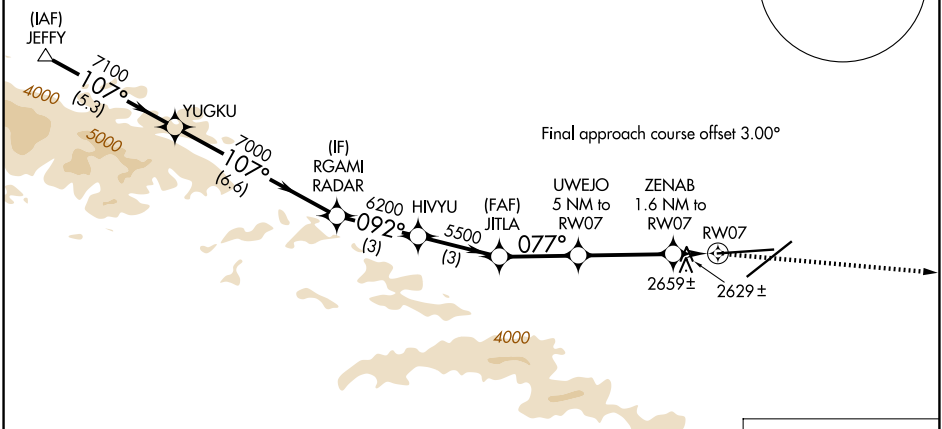 (IAF)
JEFFY
7100
107°
(5.3)
4000
5000
YUGKU
7000
107°
(6.6)
(IF)
RGAMI
RADAR
6200
092°
(3)
HIVYU
5500
(3)
(FAF)
JITLA
077°
Final approach course offset 3.00°
UWEJO
5 NM to
RW07
ZENAB
1.6 NM to
RW07
RW07
2659±
2629±
4000